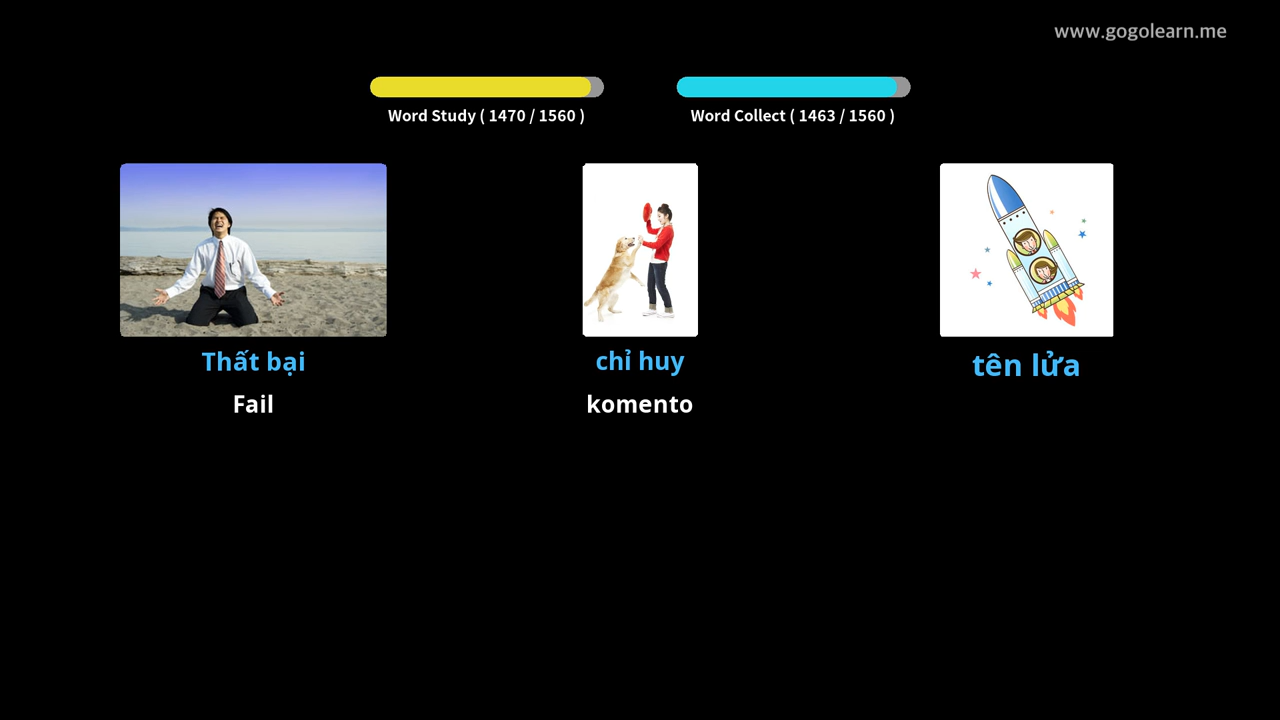 www.gogolearn.me
Word Study ( 1470 / 1560 )
Word Collect ( 1463 / 1560 )
Thất bại
Fail
chỉ huy
komento
tên lửa